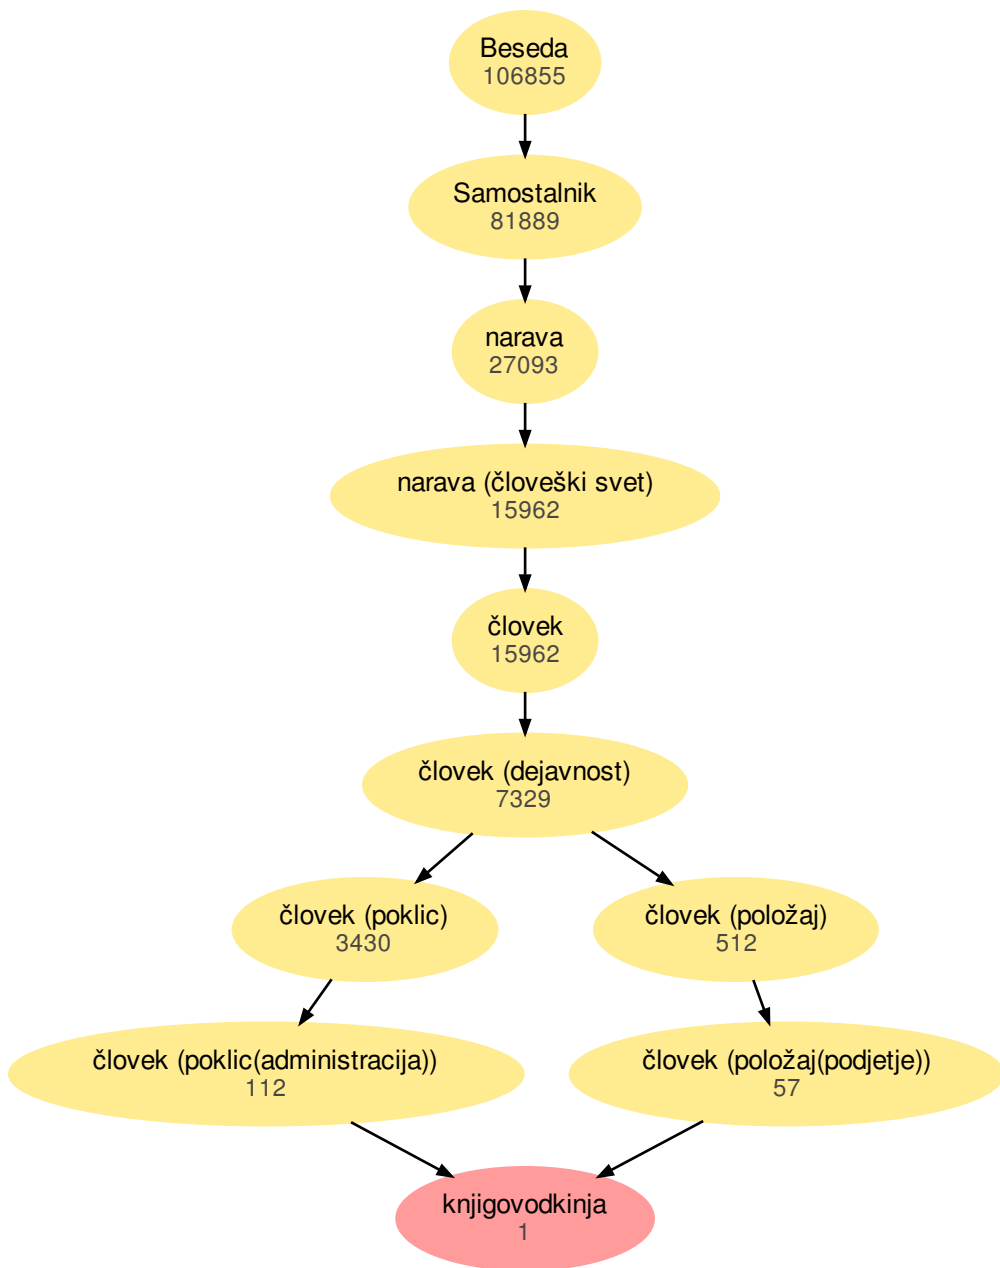 Beseda
106855
Samostalnik
81889
narava
27093
narava (človeški svet)
15962
človek
15962
človek (dejavnost)
7329
človek (poklic)
3430
človek (položaj)
512
človek (poklic(administracija))
112
človek (položaj(podjetje))
57
knjigovodkinja
1